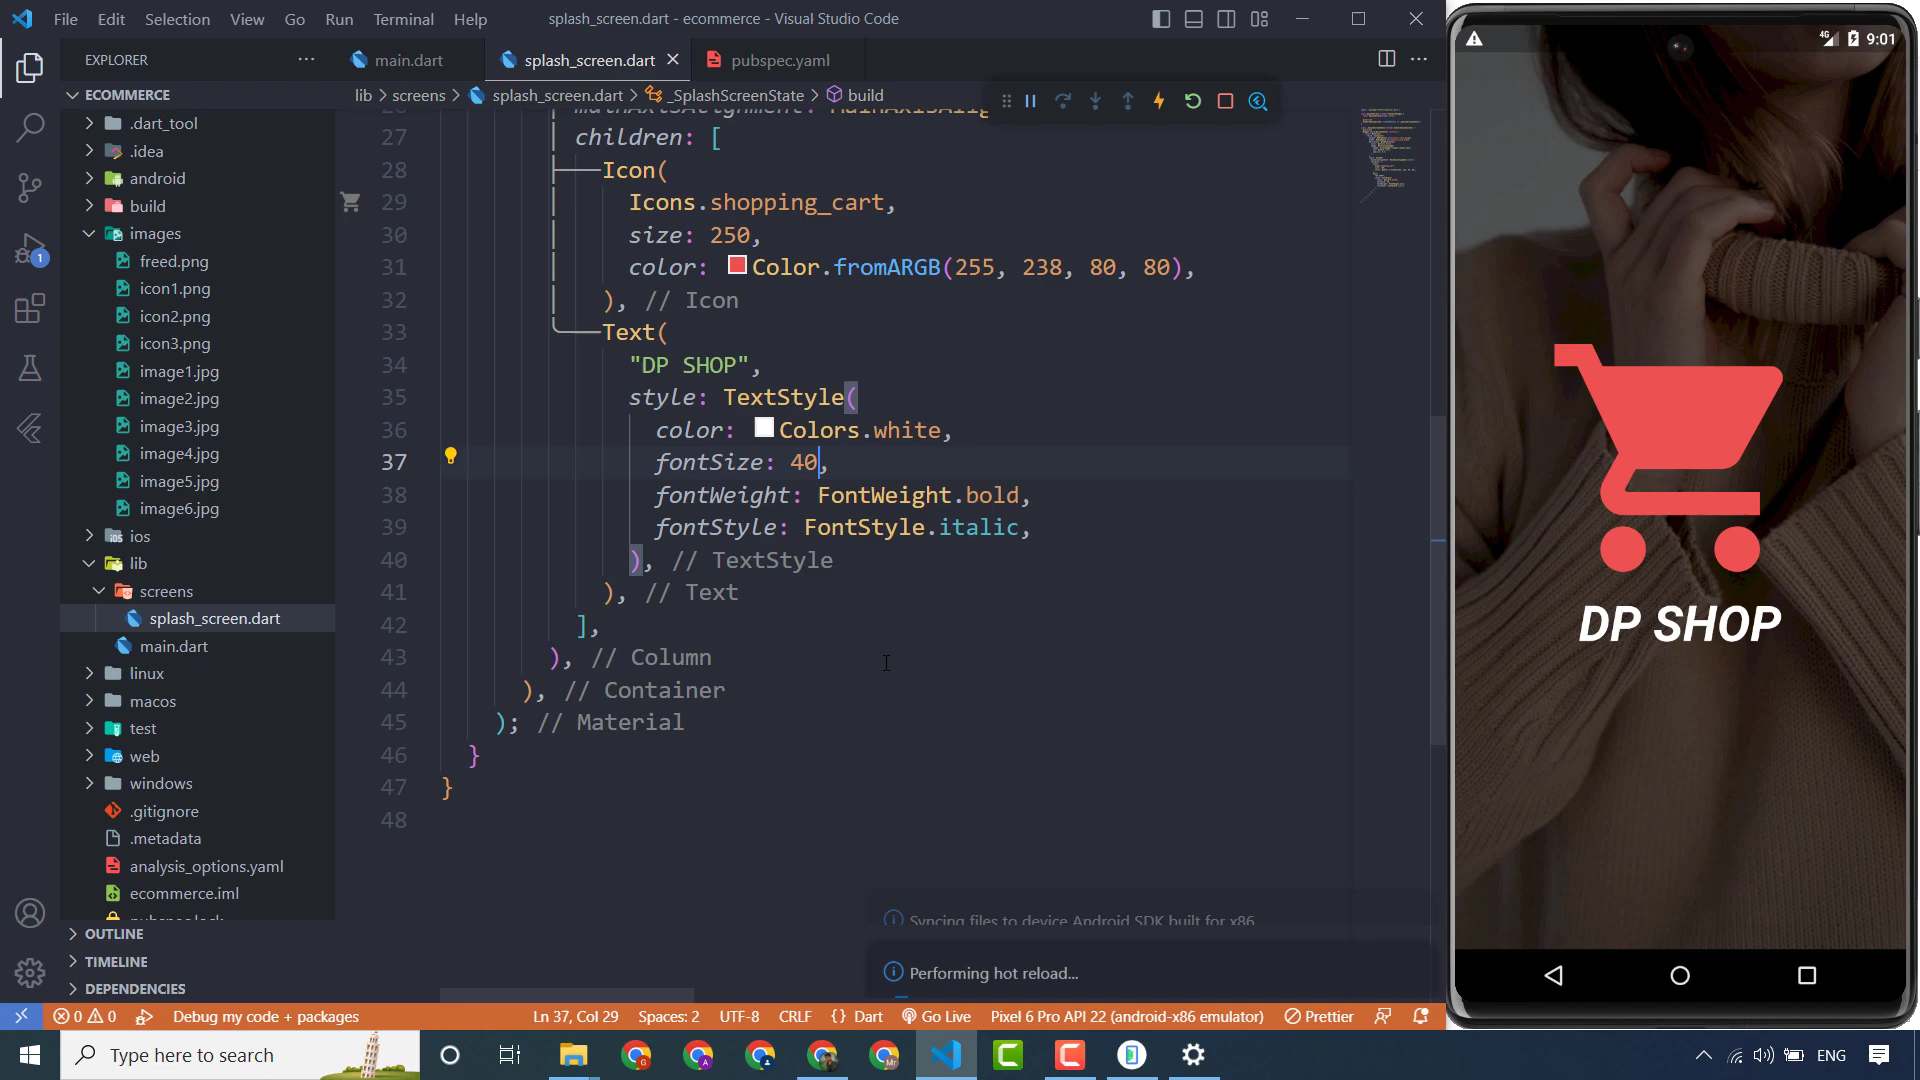 File Edit Selection View Go Run Terminal Help
splash_screen.dart - ecommerce - Visual Studio Code
EXPLORER
main.dart
splash_screen.dart
pubspec.yaml
ECOMMERCE
lib > screens > splash_screen.dart > _SplashScreenState > build
.dart_tool
.idea
android
build
images
freed.png
icon1.png
icon2.png
icon3.png
image1.jpg
image2.jpg
image3.jpg
image4.jpg
image5.jpg
image6.jpg
ios
lib
screens
splash_screen.dart
main.dart
linux
macos
test
web
windows
.gitignore
.metadata
analysis_options.yaml
ecommerce.iml
OUTLINE
TIMELINE
DEPENDENCIES
27 children: [
28 Icon(
29 Icons.shopping_cart,
30 size: 250,
31 color: Color.fromARGB(255, 238, 80, 80),
32 ), // Icon
33 Text(
34 "DP SHOP",
35 style: TextStyle(
36 color: Colors.white,
37 fontSize: 40,
38 fontWeight: FontWeight.bold,
39 fontStyle: FontStyle.italic,
40 ), // TextStyle
41 ), // Text
42 ],
43 ), // Column
44 ), // Container
45 ); // Material
46 }
47 }
48
Syncing files to device Android SDK built for x86
Performing hot reload...
4G 9:01
DP SHOP
1
0 0 Debug my code + packages
Ln 37, Col 29 Spaces: 2 UTF-8 CRLF {} Dart Go Live Pixel 6 Pro API 22 (android-x86 emulator) Prettier
Type here to search
ENG